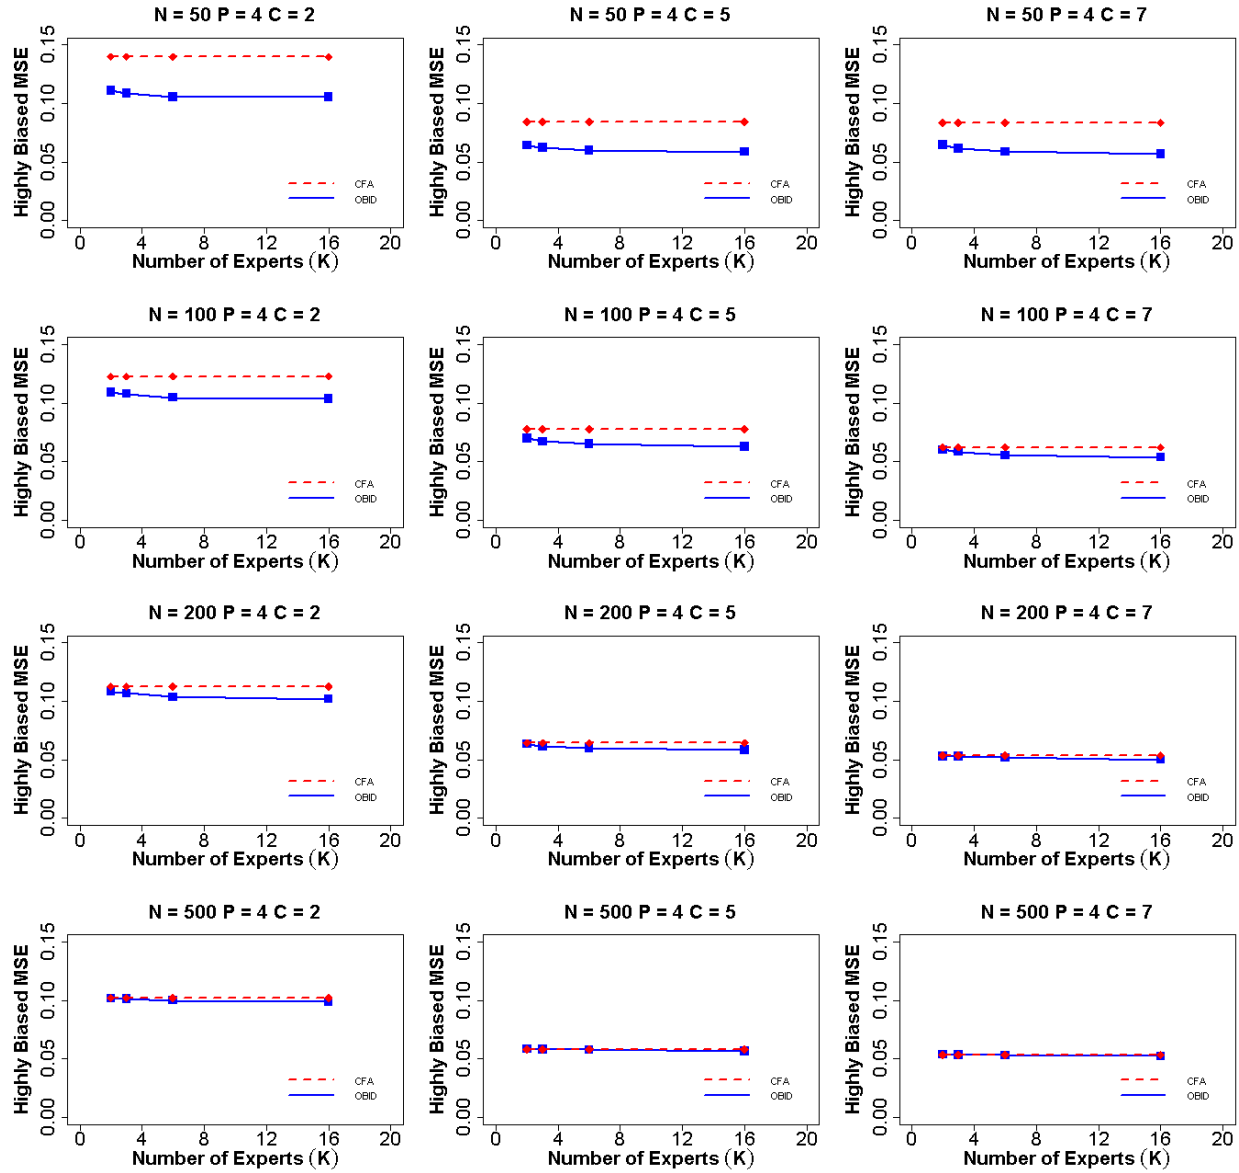 N = 50 P = 4 C = 2
Highly Biased MSE
0.15
0.10
0.05
0.00
CFA
OBID
0 4 8 12 16 20
Number of Experts (K)
N = 50 P = 4 C = 5
Highly Biased MSE
0.15
0.10
0.05
0.00
CFA
OBID
0 4 8 12 16 20
Number of Experts (K)
N = 50 P = 4 C = 7
Highly Biased MSE
0.15
0.10
0.05
0.00
CFA
OBID
0 4 8 12 16 20
Number of Experts (K)
N = 100 P = 4 C = 2
Highly Biased MSE
0.15
0.10
0.05
0.00
CFA
OBID
0 4 8 12 16 20
Number of Experts (K)
N = 100 P = 4 C = 5
Highly Biased MSE
0.15
0.10
0.05
0.00
CFA
OBID
0 4 8 12 16 20
Number of Experts (K)
N = 100 P = 4 C = 7
Highly Biased MSE
0.15
0.10
0.05
0.00
CFA
OBID
0 4 8 12 16 20
Number of Experts (K)
N = 200 P = 4 C = 2
Highly Biased MSE
0.15
0.10
0.05
0.00
CFA
OBID
0 4 8 12 16 20
Number of Experts (K)
N = 200 P = 4 C = 5
Highly Biased MSE
0.15
0.10
0.05
0.00
CFA
OBID
0 4 8 12 16 20
Number of Experts (K)
N = 200 P = 4 C = 7
Highly Biased MSE
0.15
0.10
0.05
0.00
CFA
OBID
0 4 8 12 16 20
Number of Experts (K)
N = 500 P = 4 C = 2
Highly Biased MSE
0.15
0.10
0.05
0.00
CFA
OBID
0 4 8 12 16 20
Number of Experts (K)
N = 500 P = 4 C = 5
Highly Biased MSE
0.15
0.10
0.05
0.00
CFA
OBID
0 4 8 12 16 20
Number of Experts (K)
N = 500 P = 4 C = 7
Highly Biased MSE
0.15
0.10
0.05
0.00
CFA
OBID
0 4 8 12 16 20
Number of Experts (K)